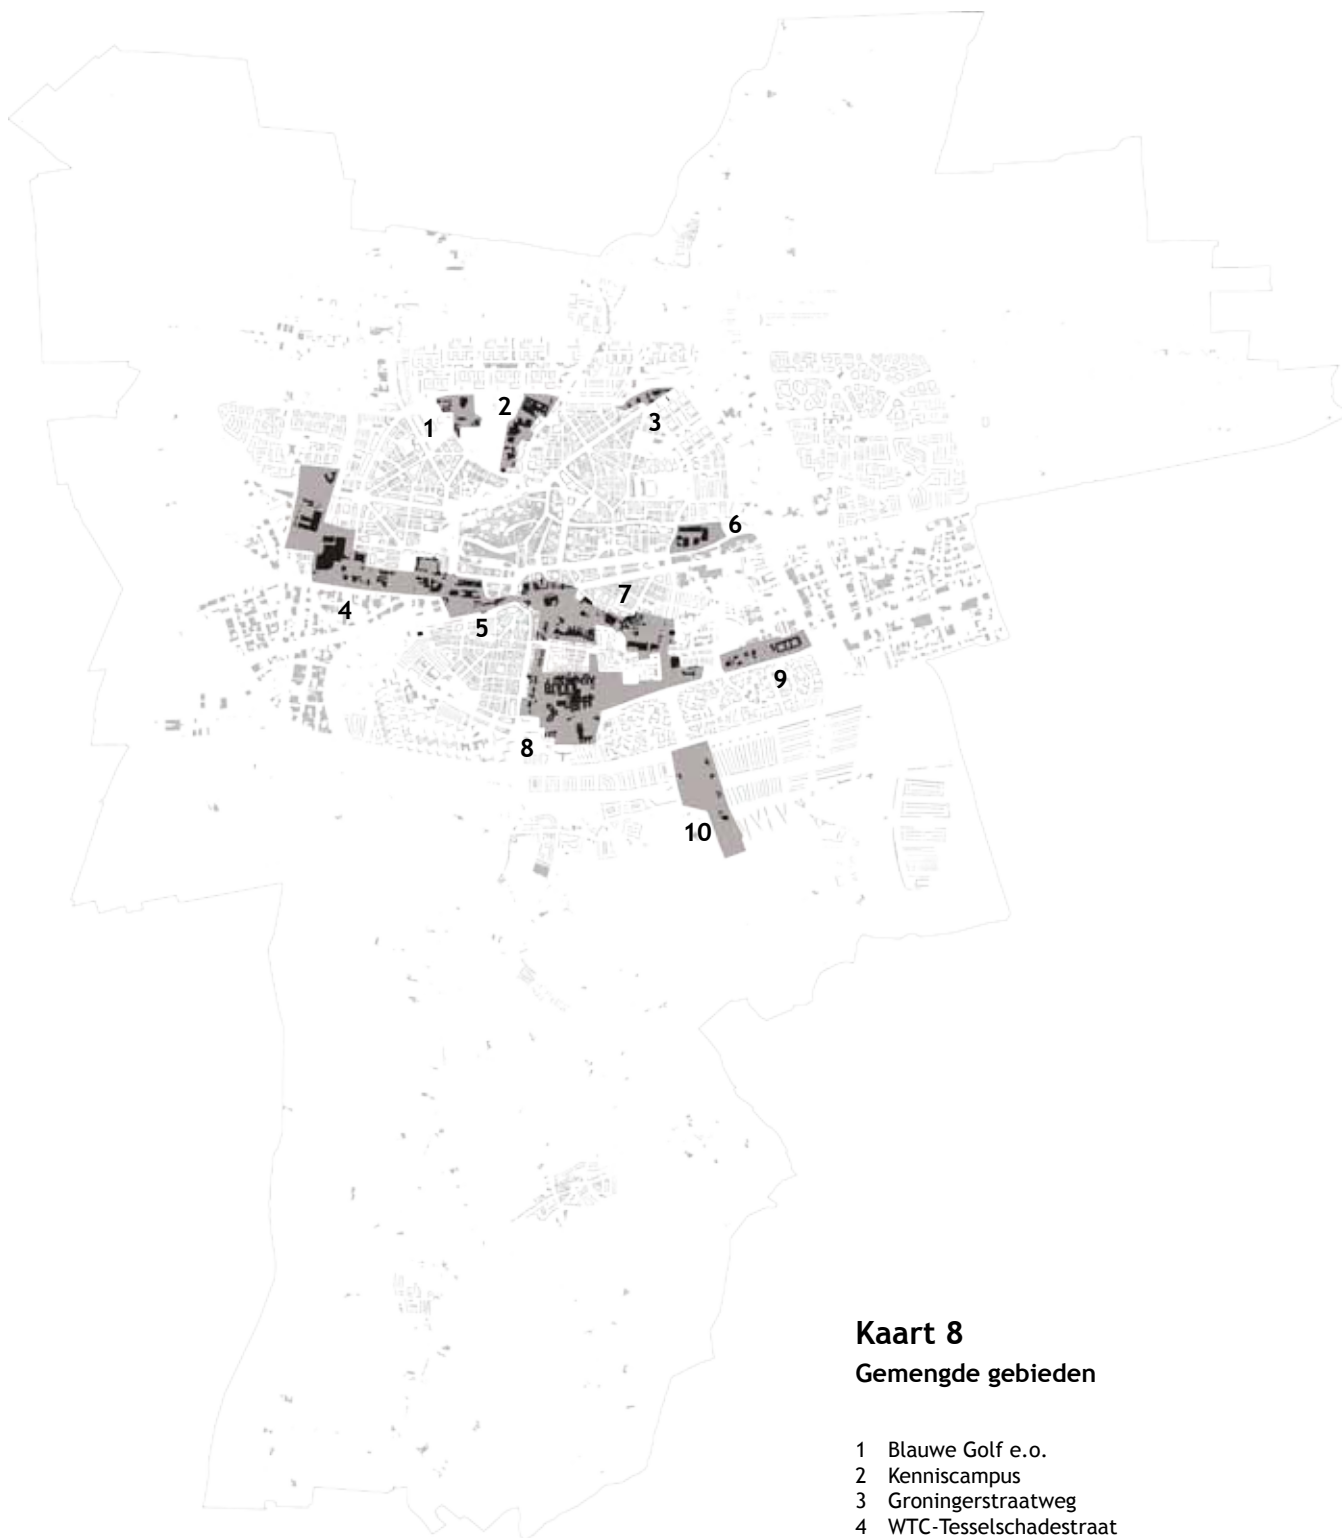 1
2
3
4
5
6
7
8
9
10
Kaart 8
Gemengde gebieden
1 Blauwe Golf e.o.
2 Kenniscampus
3 Groningerstraatweg
4 WTC-Tesselschadestraat